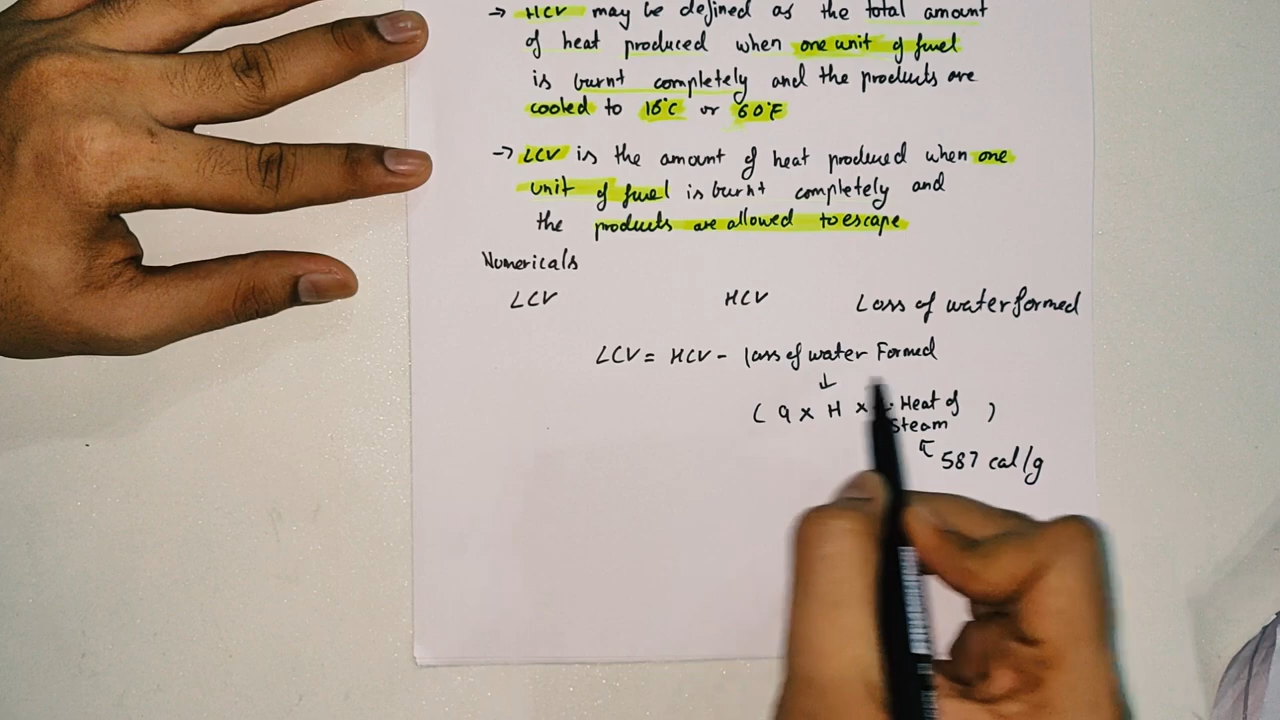 → HCV may be defined as the total amount
of heat produced when one unit of fuel
is burnt completely and the products are
cooled to 15°C or 60°F
→ LCV is the amount of heat produced when one
unit of fuel is burnt completely and
the products are allowed to escape
Numericals
LCV HCV Loss of water formed
LCV = HCV - loss of water Formed
↓
( 9 x H x L. Heat of
Steam )
587 cal/g